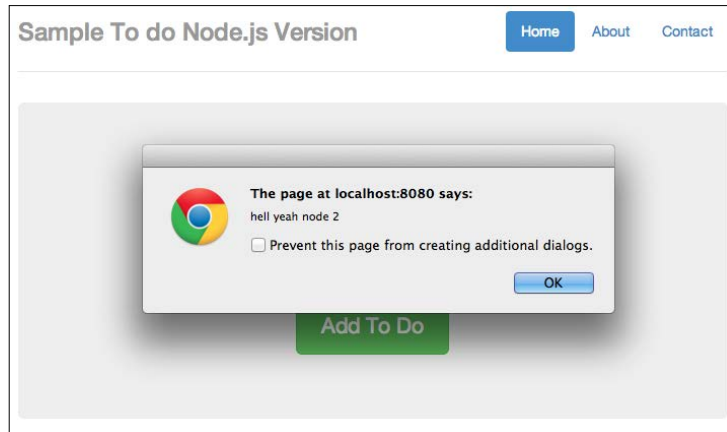 Sample To do Node.js Version
Home About Contact
The page at localhost:8080 says:
hell yeah node 2
Prevent this page from creating additional dialogs.
OK
Add To Do